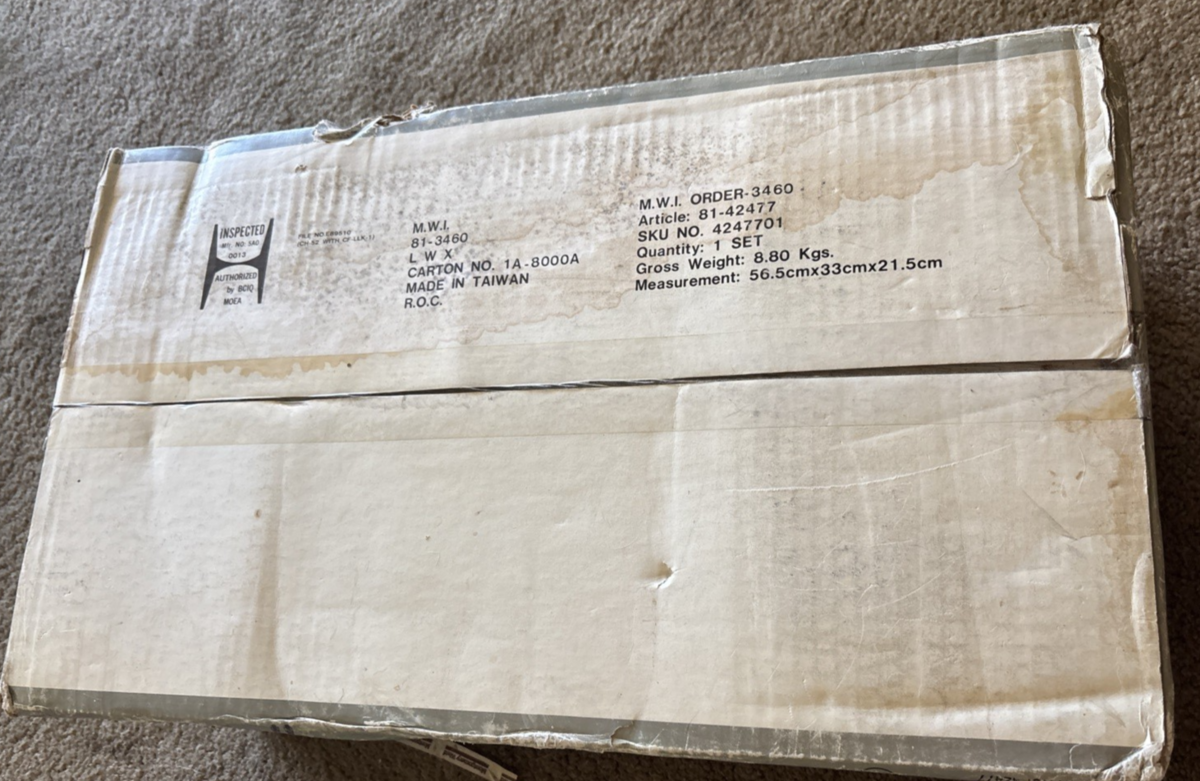 INSPECTED
0013
AUTHORIZED
by BCIQ
MOEA
M.W.I.
81-3460
L W X
CARTON NO. 1A-8000A
MADE IN TAIWAN
R.O.C.
M.W.I. ORDER-3460
Article: 81-42477
SKU NO. 4247701
Quantity: 1 SET
Gross Weight: 8.80 Kgs.
Measurement: 56.5cmx33cmx21.5cm